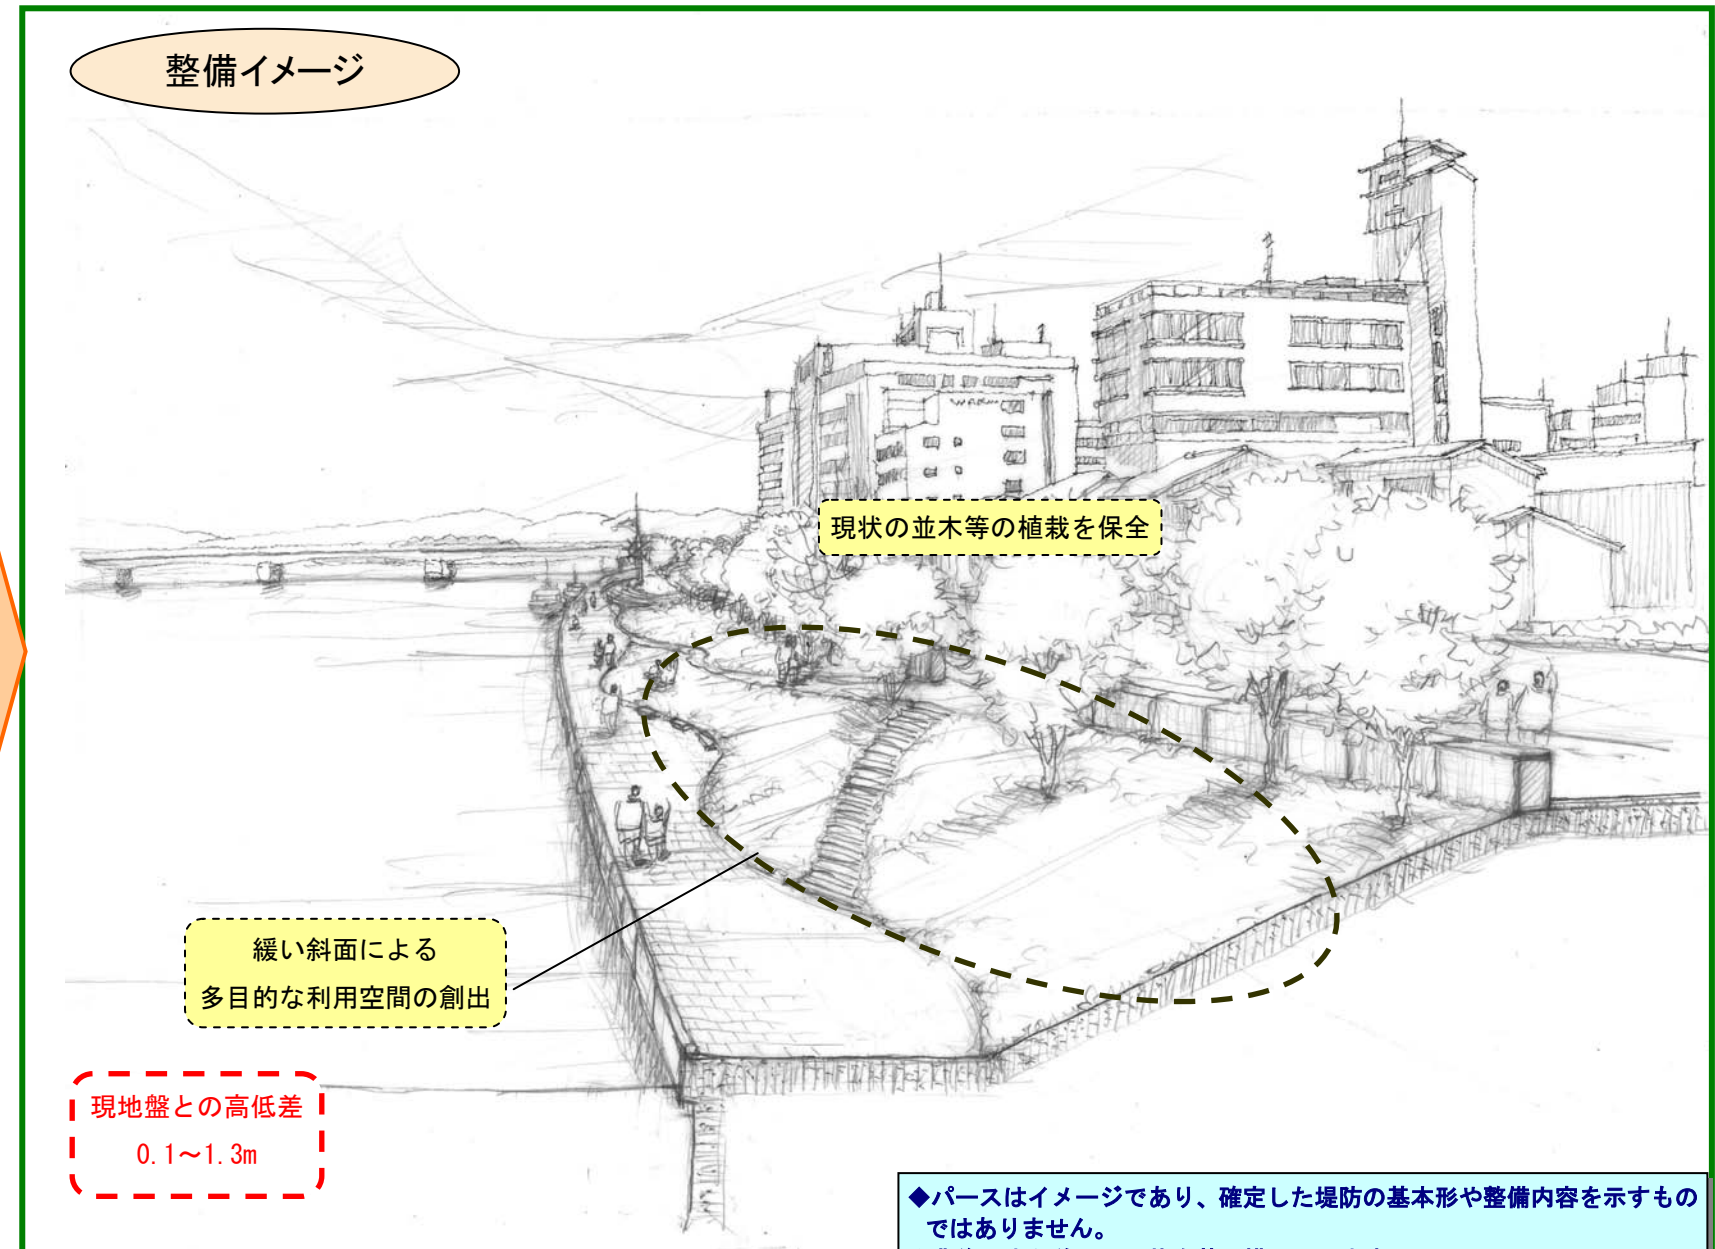 整備イメージ
現状の並木等の植栽を保全
緩い斜面による
多目的な利用空間の創出
現地盤との高低差
0.1～1.3m
◆パースはイメージであり、確定した堤防の基本形や整備内容を示すもの
ではありません。